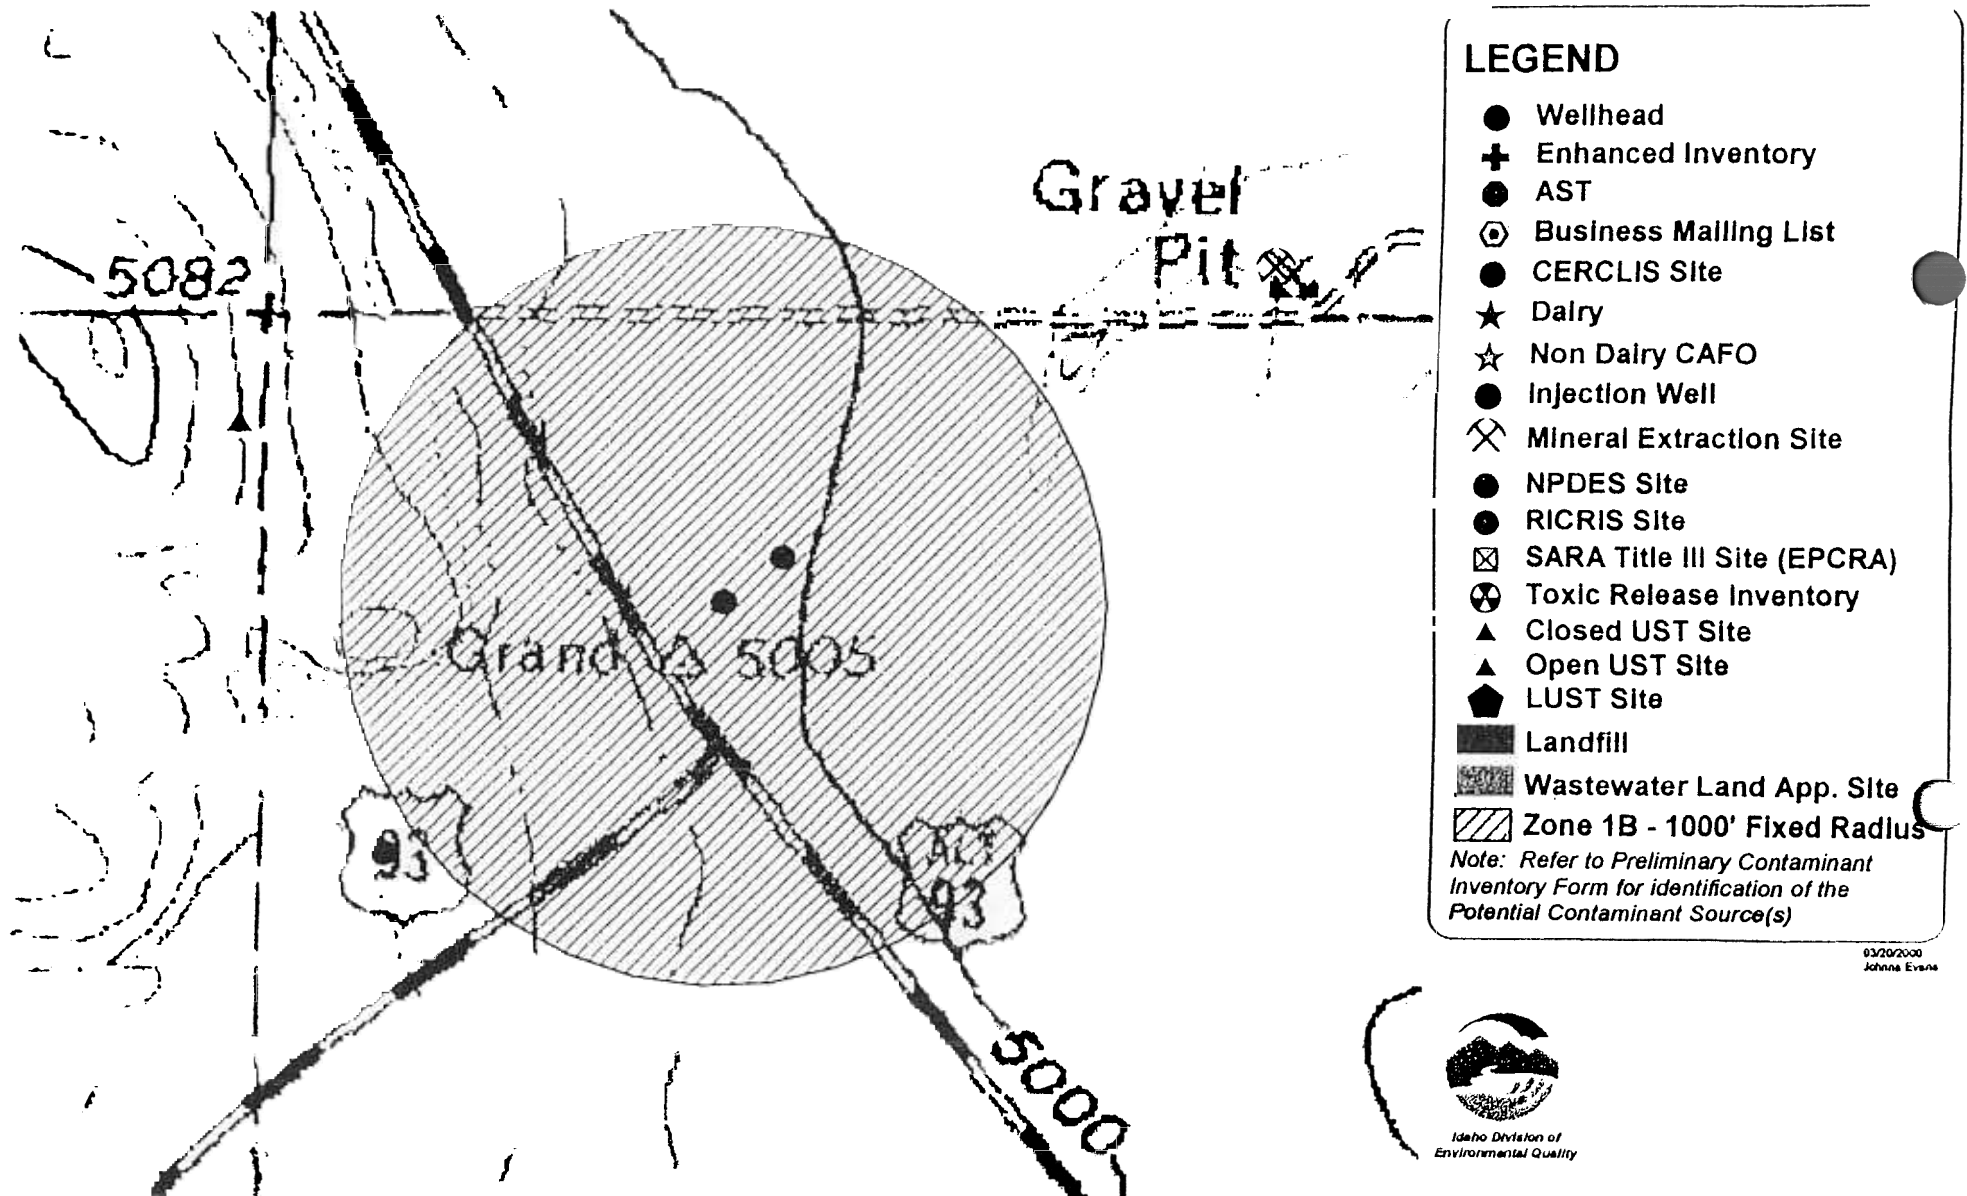 Gravel
Pit
5082
Grand 5005
93
ALT
93
5000
LEGEND
Wellhead
Enhanced Inventory
AST
Business Mailing List
CERCLIS Site
Dairy
Non Dairy CAFO
Injection Well
Mineral Extraction Site
NPDES Site
RICRIS Site
SARA Title III Site (EPCRA)
Toxic Release Inventory
Closed UST Site
Open UST Site
LUST Site
Landfill
Wastewater Land App. Site
Zone 1B - 1000' Fixed Radius
Note: Refer to Preliminary Contaminant
Inventory Form for identification of the
Potential Contaminant Source(s)
03/20/2000
Johnna Evans
Idaho Division of
Environmental Quality